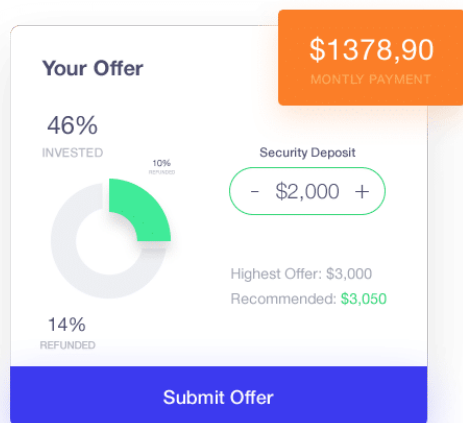 $1378,90
MONTLY PAYMENT
Your Offer
46%
INVESTED
10%
REFUNDED
Security Deposit
- $2,000 +
Highest Offer: $3,000
Recommended: $3,050
14%
REFUNDED
Submit Offer